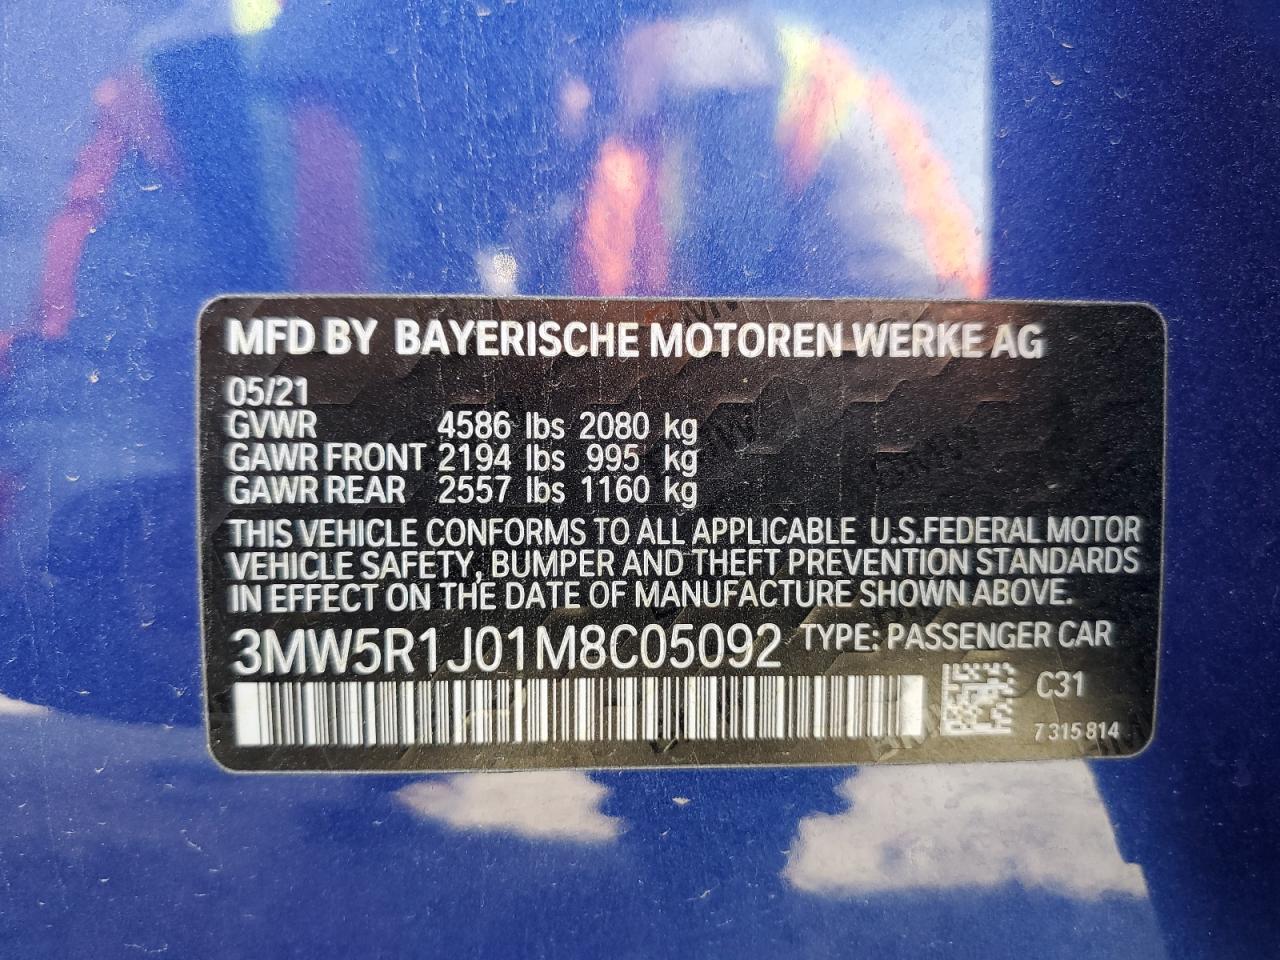 MFD BY BAYERISCHE MOTOREN WERKE AG
05/21
GVWR 4586 lbs 2080 kg
GAWR FRONT 2194 lbs 995 kg
GAWR REAR 2557 lbs 1160 kg
THIS VEHICLE CONFORMS TO ALL APPLICABLE U.S.FEDERAL MOTOR
VEHICLE SAFETY, BUMPER AND THEFT PREVENTION STANDARDS
IN EFFECT ON THE DATE OF MANUFACTURE SHOWN ABOVE.
3MW5R1J01M8C05092 TYPE: PASSENGER CAR
C31
7 315 814